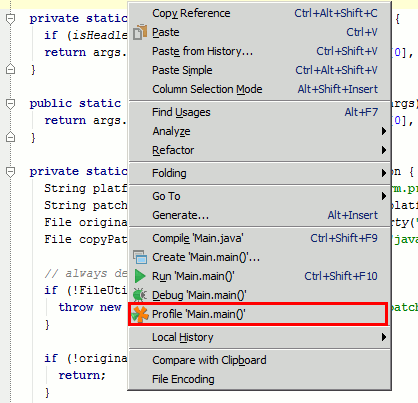 private static { Copy Reference Ctrl+Alt+Shift+C
if (isHeadle Paste Ctrl+V
return args. Paste from History... Ctrl+Shift+V [0],
} Paste Simple Ctrl+Alt+Shift+V
Column Selection Mode Alt+Shift+Insert
public static Find Usages Alt+F7 args)
return args. Analyze [0],
} Refactor
private static Folding on {
String platf Go To rm.pr
String patch Generate... Alt+Insert platf
File origina Compile 'Main.java' Ctrl+Shift+F9 rty("
File copyPat Create 'Main.main()'... "java
// always de Run 'Main.main()' Ctrl+Shift+F10
if (!FileUti Debug 'Main.main()'
throw new Profile 'Main.main()' patch
}
Local History
if (!origina Compare with Clipboard
return; File Encoding
}